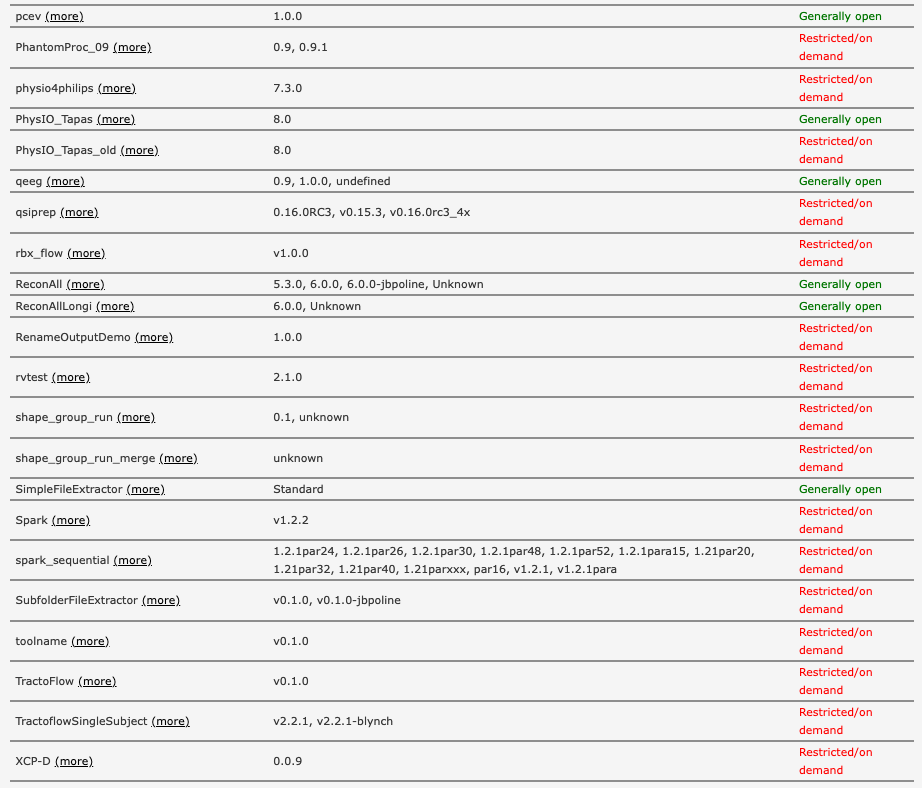 pcev (more) 1.0.0 Generally open
PhantomProc_09 (more) 0.9, 0.9.1 Restricted/on
demand
physio4philips (more) 7.3.0 Restricted/on
demand
PhysIO_Tapas (more) 8.0 Generally open
PhysIO_Tapas_old (more) 8.0 Restricted/on
demand
qeeg (more) 0.9, 1.0.0, undefined Generally open
qsiprep (more) 0.16.0RC3, v0.15.3, v0.16.0rc3_4x Restricted/on
demand
rbx_flow (more) v1.0.0 Restricted/on
demand
ReconAll (more) 5.3.0, 6.0.0, 6.0.0-jbpoline, Unknown Generally open
ReconAllLongi (more) 6.0.0, Unknown Generally open
RenameOutputDemo (more) 1.0.0 Restricted/on
demand
rvtest (more) 2.1.0 Restricted/on
demand
shape_group_run (more) 0.1, unknown Restricted/on
demand
shape_group_run_merge (more) unknown Restricted/on
demand
SimpleFileExtractor (more) Standard Generally open
Spark (more) v1.2.2 Restricted/on
demand
spark_sequential (more) 1.2.1par24, 1.2.1par26, 1.2.1par30, 1.2.1par48, 1.2.1par52, 1.2.1para15, 1.21par20, Restricted/on
1.21par32, 1.21par40, 1.21parxxx, par16, v1.2.1, v1.2.1para demand
SubfolderFileExtractor (more) v0.1.0, v0.1.0-jbpoline Restricted/on
demand
toolname (more) v0.1.0 Restricted/on
demand
TractoFlow (more) v0.1.0 Restricted/on
demand
TractoflowSingleSubject (more) v2.2.1, v2.2.1-blynch Restricted/on
demand
XCP-D (more) 0.0.9 Restricted/on
demand